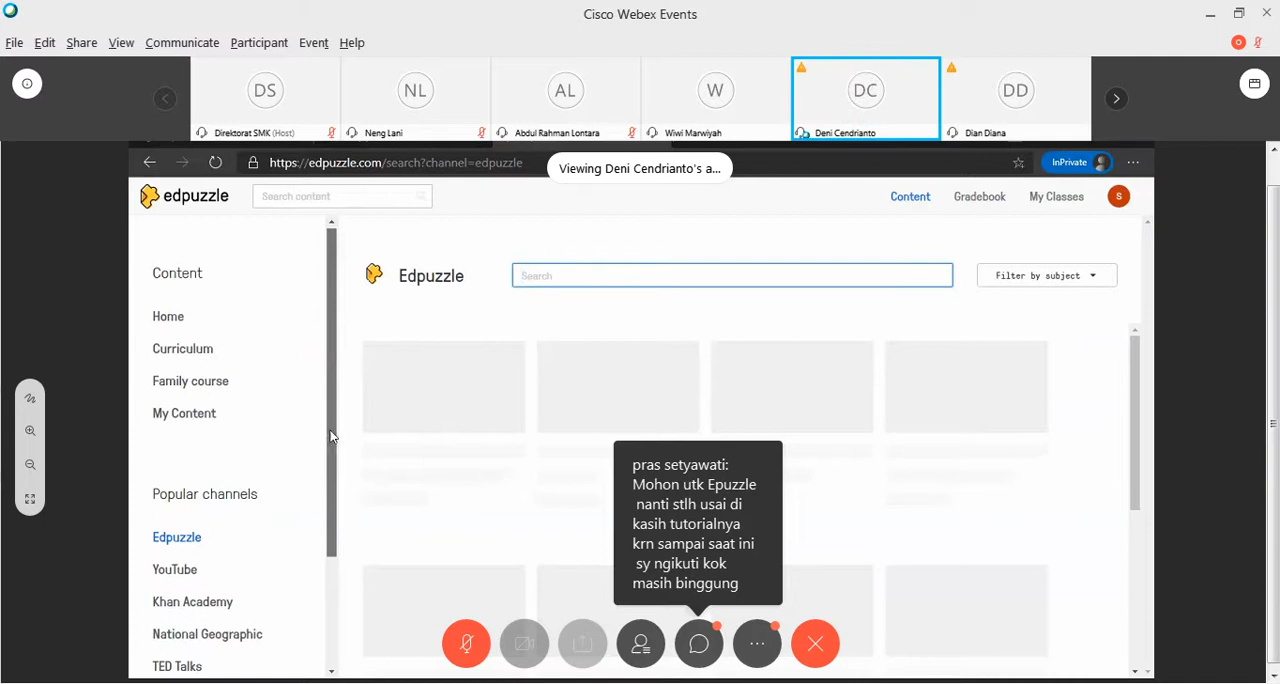 Cisco Webex Events
File Edit Share View Communicate Participant Event Help
DS NL AL W DC DD
Direktorat SMK (Host) Neng Lani Abdul Rahman Lontara Wiwi Marwiyah Deni Cendrianto Dian Diana
https://edpuzzle.com/search?channel=edpuzzle
Viewing Deni Cendrianto's a...
InPrivate
edpuzzle
Search content
Content Gradebook My Classes S
Content
Edpuzzle
Search
Filter by subject
Home
Curriculum
Family course
My Content
pras setyawati:
Mohon utk Epuzzle
nanti stlh usai di
kasih tutorialnya
krn sampai saat ini
sy ngikuti kok
masih binggung
Popular channels
Edpuzzle
YouTube
Khan Academy
National Geographic
TED Talks